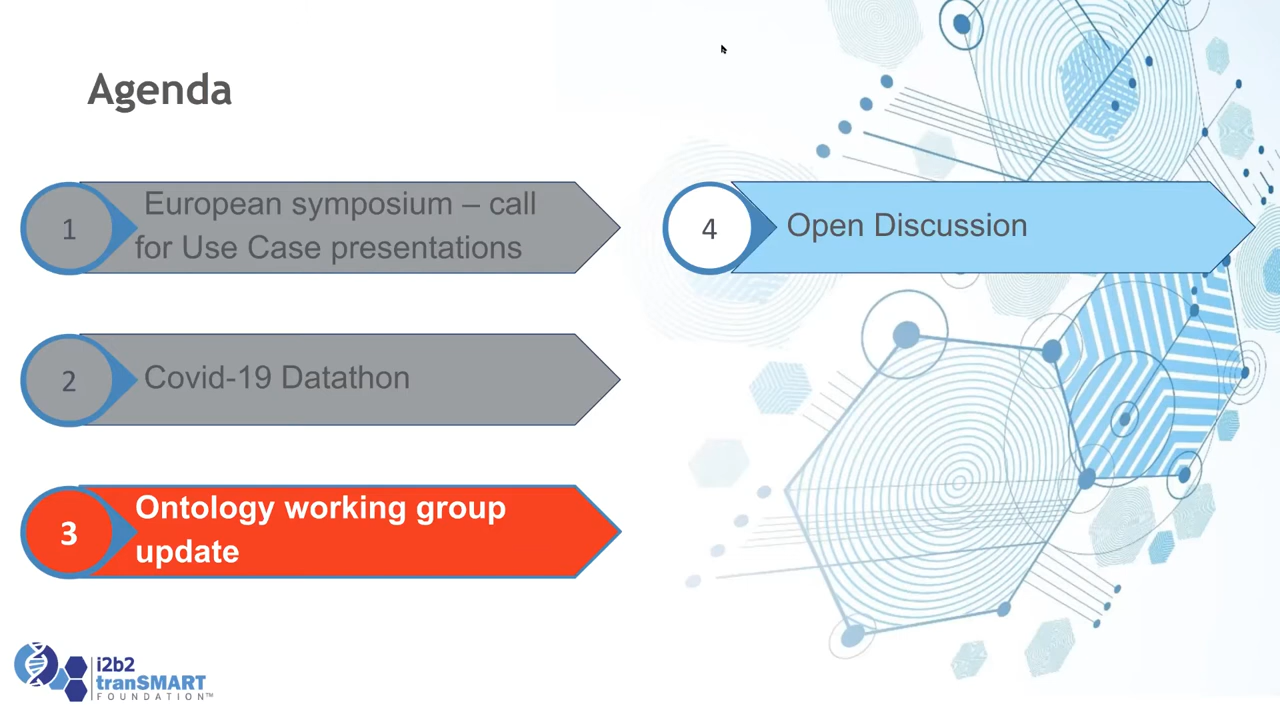 Agenda
1
European symposium – call
for Use Case presentations
2
Covid-19 Datathon
3
Ontology working group
update
4
Open Discussion
i2b2
tranSMART
FOUNDATION™